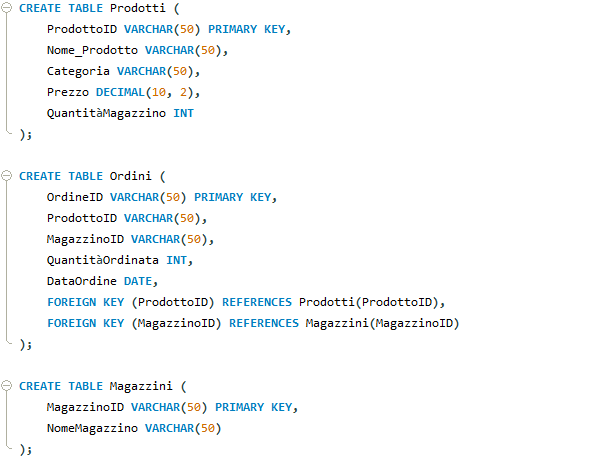 CREATE TABLE Prodotti (
ProdottoID VARCHAR(50) PRIMARY KEY,
Nome_Prodotto VARCHAR(50),
Categoria VARCHAR(50),
Prezzo DECIMAL(10, 2),
QuantitàMagazzino INT
);
CREATE TABLE Ordini (
OrdineID VARCHAR(50) PRIMARY KEY,
ProdottoID VARCHAR(50),
MagazzinoID VARCHAR(50),
QuantitàOrdinata INT,
DataOrdine DATE,
FOREIGN KEY (ProdottoID) REFERENCES Prodotti(ProdottoID),
FOREIGN KEY (MagazzinoID) REFERENCES Magazzini(MagazzinoID)
);
CREATE TABLE Magazzini (
MagazzinoID VARCHAR(50) PRIMARY KEY,
NomeMagazzino VARCHAR(50)
);